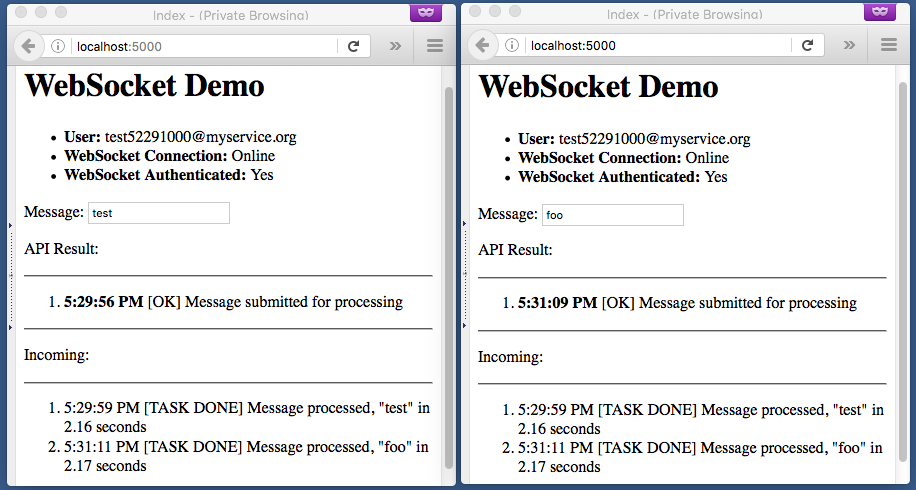 Index - (Private Browsing)
localhost:5000
WebSocket Demo
• User: test52291000@myservice.org
• WebSocket Connection: Online
• WebSocket Authenticated: Yes
Message: test
API Result:
1. 5:29:56 PM [OK] Message submitted for processing
Incoming:
1. 5:29:59 PM [TASK DONE] Message processed, "test" in
2.16 seconds
2. 5:31:11 PM [TASK DONE] Message processed, "foo" in
2.17 seconds
Index - (Private Browsing)
localhost:5000
WebSocket Demo
• User: test52291000@myservice.org
• WebSocket Connection: Online
• WebSocket Authenticated: Yes
Message: foo
API Result:
1. 5:31:09 PM [OK] Message submitted for processing
Incoming:
1. 5:29:59 PM [TASK DONE] Message processed, "test" in
2.16 seconds
2. 5:31:11 PM [TASK DONE] Message processed, "foo" in
2.17 seconds